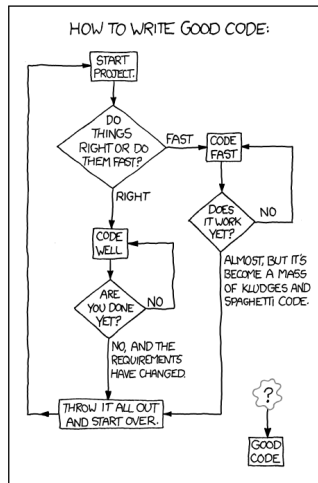 HOW TO WRITE GOOD CODE:
START
PROJECT.
DO
THINGS
RIGHT OR DO
THEM FAST?
FAST
CODE
FAST
RIGHT
DOES
IT WORK
YET?
NO
CODE
WELL
ALMOST, BUT IT'S
BECOME A MASS
OF KLUDGES AND
SPAGHETTI CODE.
ARE
YOU DONE
YET?
NO
NO, AND THE
REQUIREMENTS
HAVE CHANGED.
THROW IT ALL OUT
AND START OVER.
?
GOOD
CODE